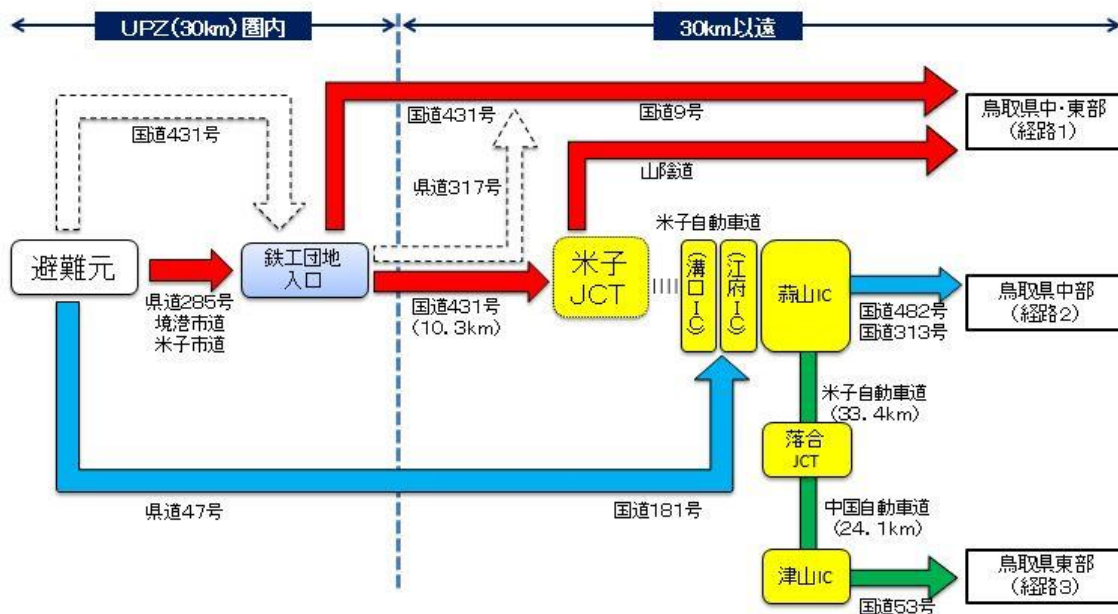 UPZ(30km)圏内
30km以遠
国道431号
国道431号
国道9号
鳥取県中・東部
(経路1)
県道317号
山陰道
米子自動車道
避難元
鉄工団地
入口
米子
JCT
(溝口IC)
(江府IC)
蒜山IC
県道285号
境港市道
米子市道
国道431号
(10.3km)
国道482号
国道313号
鳥取県中部
(経路2)
米子自動車道
(33.4km)
落合
JCT
県道47号
国道181号
中国自動車道
(24.1km)
津山IC
国道53号
鳥取県東部
(経路3)